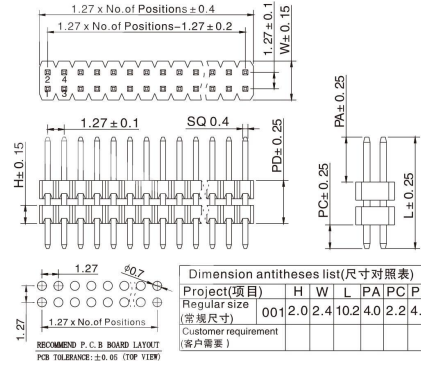 1.27 x No.of Positions±0.4
1.27 x No.of Positions-1.27±0.2
1.27±0.1
W±0.15
2 4
1 3
1.27±0.1
SQ 0.4
H±0.15
PD±0.25
PA±0.25
PC±0.25
L±0.25
1.27
ϕ0.7
1.27
1.27 x No.of Positions
RECOMMEND P.C.B BOARD LAYOUT
PCB TOLERANCE:±0.05 (TOP VIEW)
Dimension antitheses list(尺寸对照表)
Project(项目) H W L PA PC P
Regular size (常规尺寸) 001 2.0 2.4 10.2 4.0 2.2 4.
Customer requirement
(客户需要)